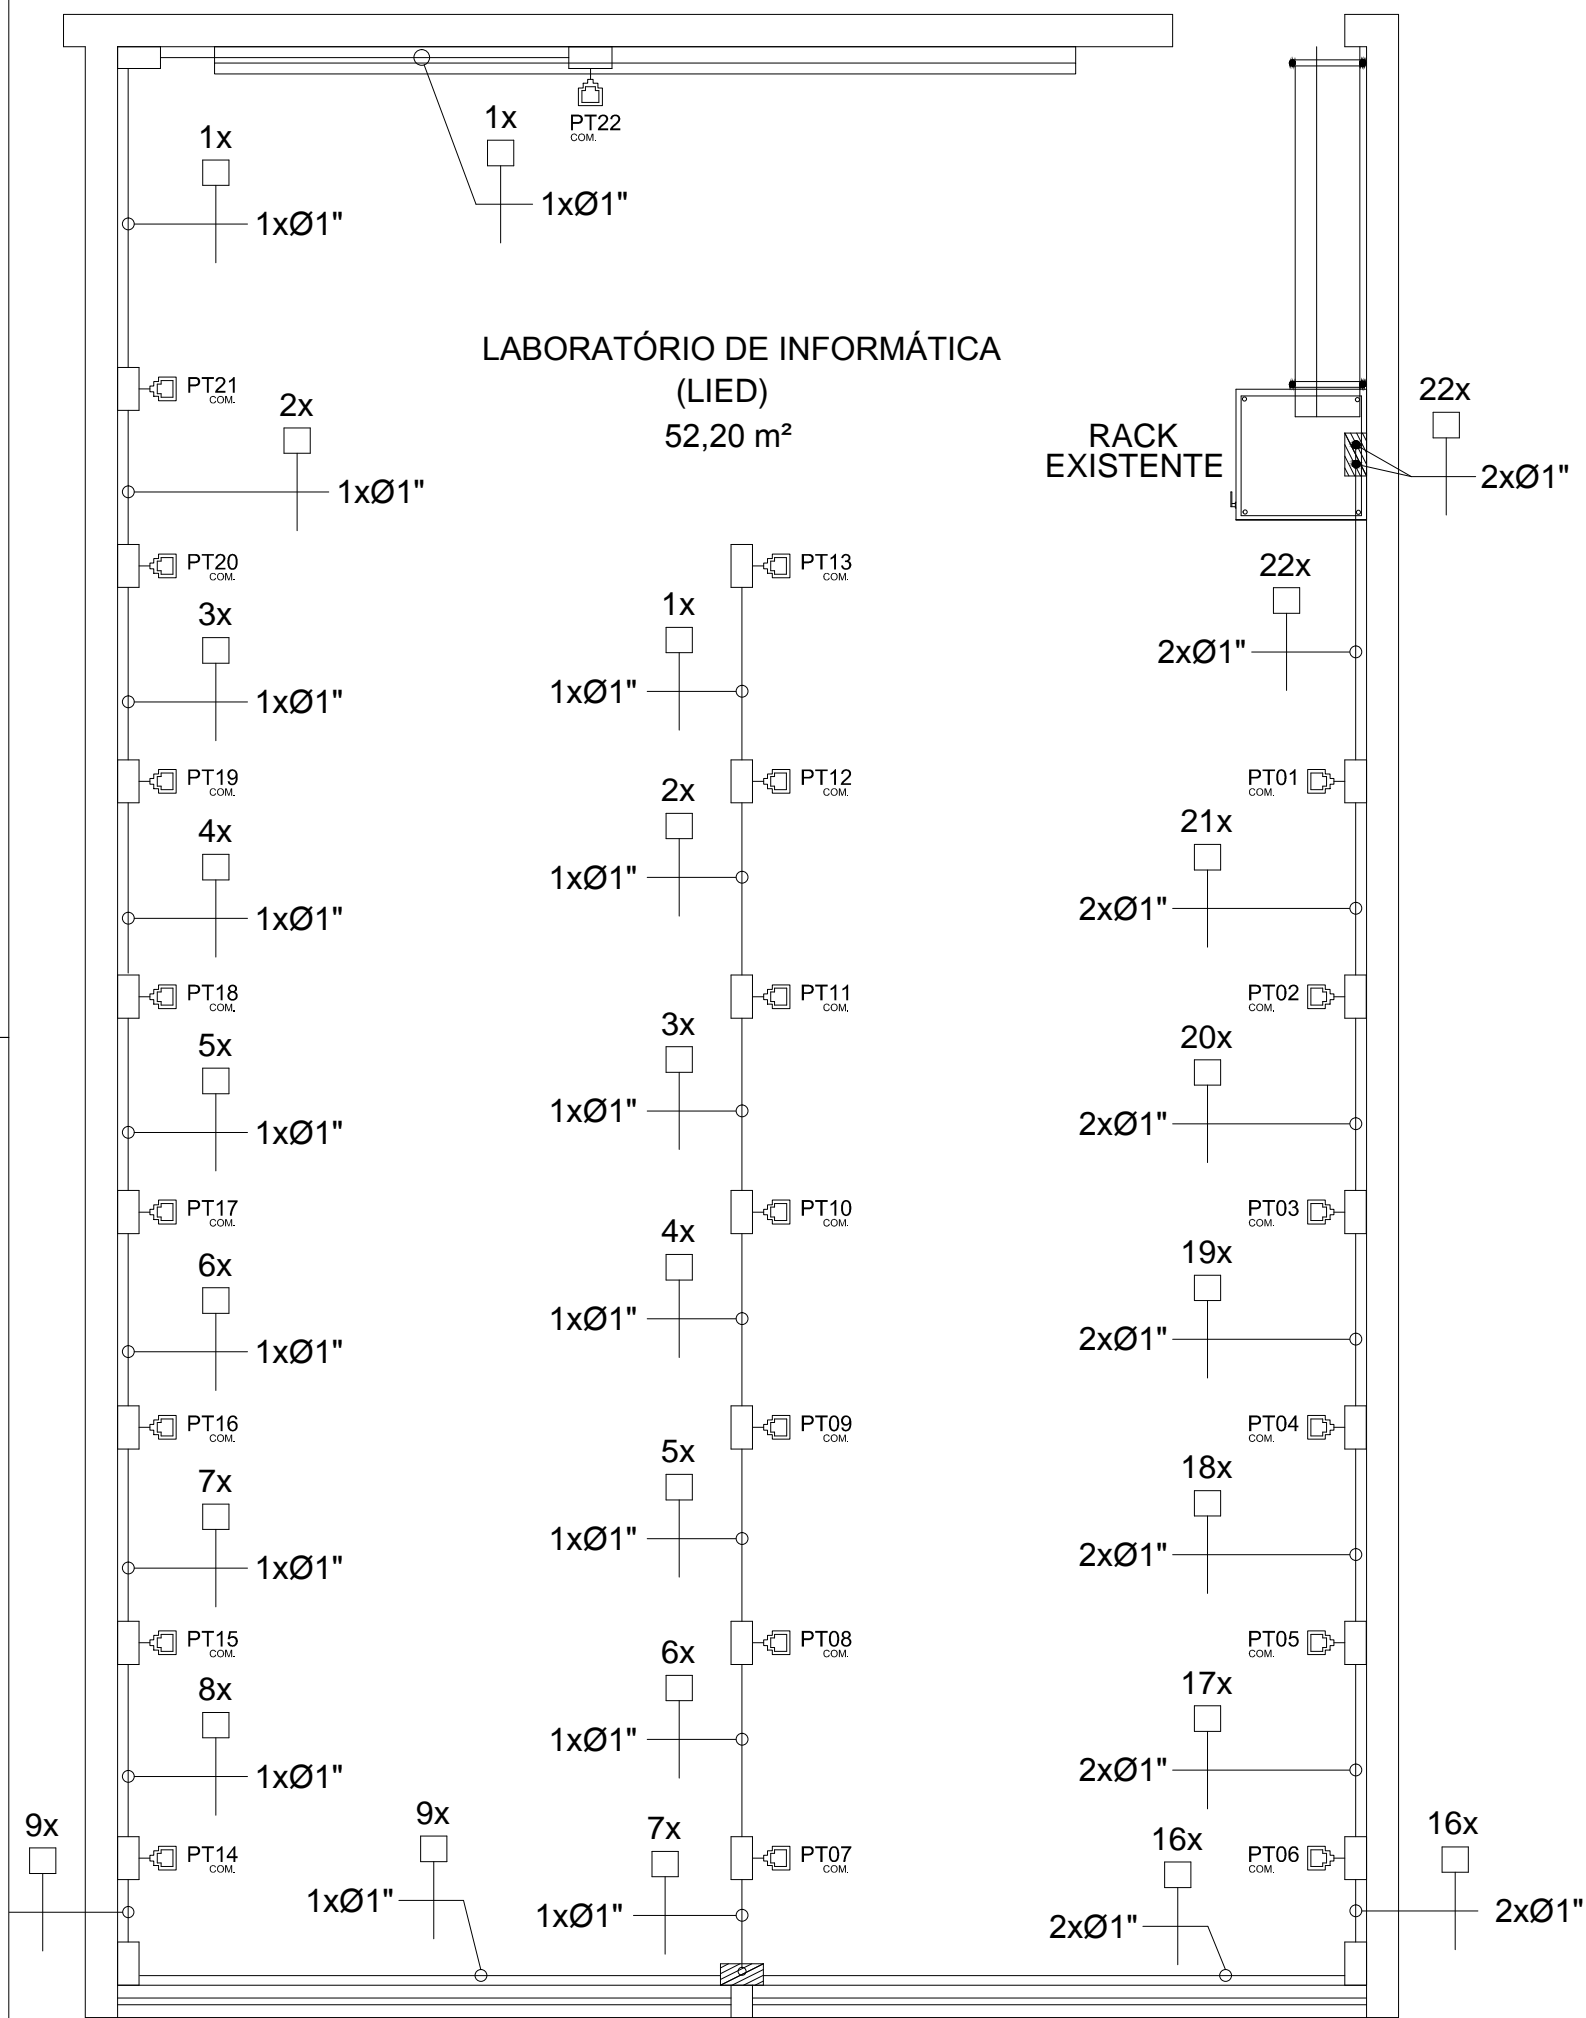 PT22
COM.
1x
1xØ1"
1x
1xØ1"
LABORATÓRIO DE INFORMÁTICA
(LIED)
52,20 m²
PT21
COM.
2x
1xØ1"
RACK
EXISTENTE
22x
2xØ1"
PT20
COM.
PT13
COM.
22x
2xØ1"
3x
1xØ1"
1x
1xØ1"
PT19
COM.
PT12
COM.
PT01
COM.
4x
1xØ1"
2x
1xØ1"
21x
2xØ1"
PT18
COM.
PT11
COM.
PT02
COM.
5x
1xØ1"
3x
1xØ1"
20x
2xØ1"
PT17
COM.
PT10
COM.
PT03
COM.
6x
1xØ1"
4x
1xØ1"
19x
2xØ1"
PT16
COM.
PT09
COM.
PT04
COM.
7x
1xØ1"
5x
1xØ1"
18x
2xØ1"
PT15
COM.
PT08
COM.
PT05
COM.
8x
1xØ1"
6x
1xØ1"
17x
2xØ1"
9x
PT14
COM.
9x
1xØ1"
7x
1xØ1"
PT07
COM.
16x
2xØ1"
PT06
COM.
16x
2xØ1"